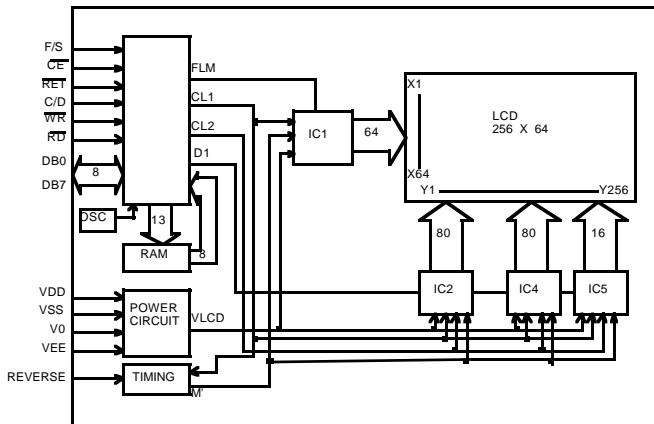 F/S
CE
RET
C/D
WR
RD
DB0
8
DB7
OSC
13
RAM
8
FLM
CL1
CL2
D1
IC1
64
X1
LCD
256 X 64
X64
Y1
Y256
80
80
16
IC2
IC4
IC5
VDD
VSS
V0
VEE
REVERSE
POWER
CIRCUIT
VLCD
TIMING
M'